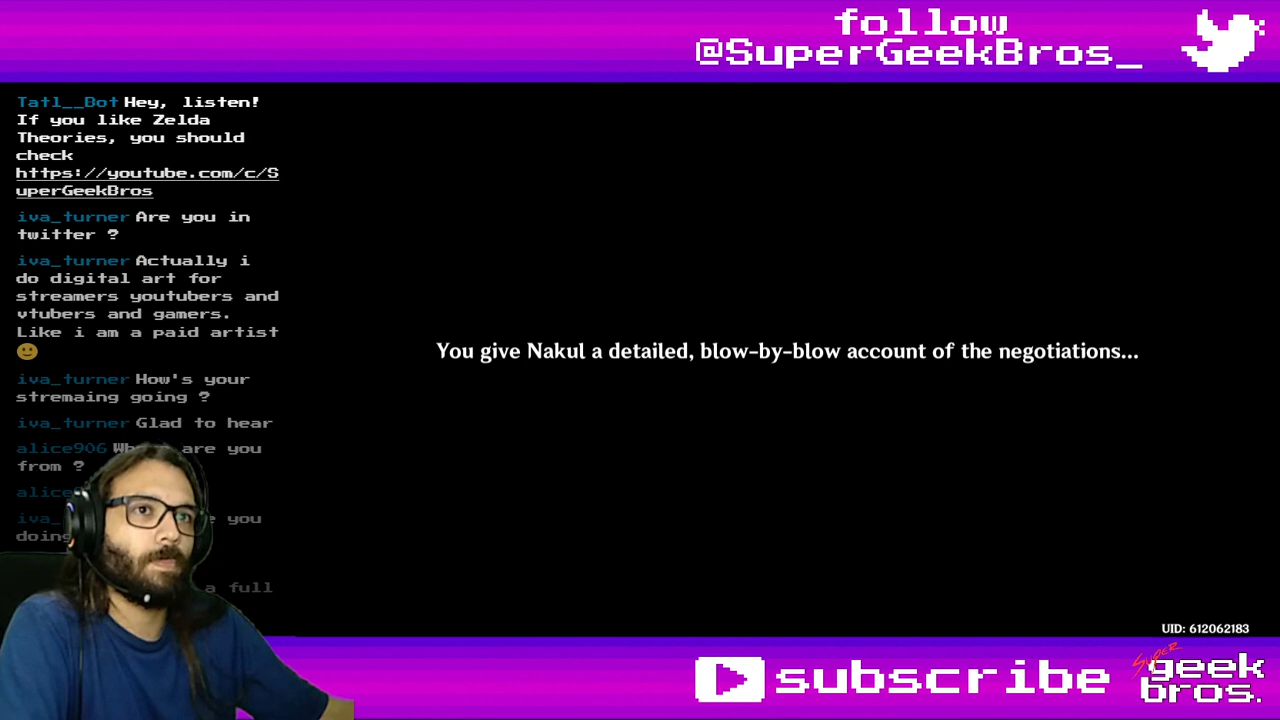 follow
@SuperGeekBros_
Tatl__Bot Hey, listen!
If you like Zelda
Theories, you should
check
https://youtube.com/c/S
uperGeekBros
iva_turner Are you in
twitter ?
iva_turner Actually i
do digital art for
streamers youtubers and
vtubers and gamers.
Like i am a paid artist
iva_turner How's your
stremaing going ?
iva_turner Glad to hear
alice906 are you
from ?
you
doing
a full
You give Nakul a detailed, blow-by-blow account of the negotiations...
UID: 612062183
subscribe
super
geek
bros.